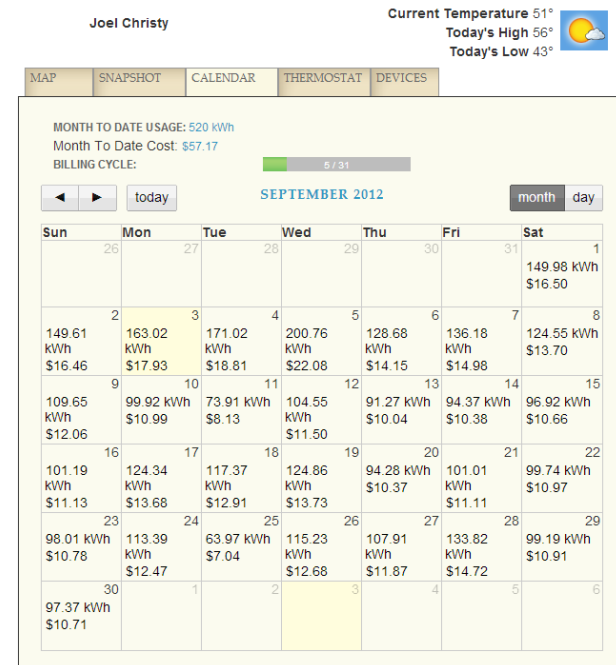 Joel Christy
Current Temperature 51°
Today's High 56°
Today's Low 43°
MAP SNAPSHOT CALENDAR THERMOSTAT DEVICES
MONTH TO DATE USAGE: 520 kWh
Month To Date Cost: $57.17
BILLING CYCLE: 5 / 31
◄ ► today SEPTEMBER 2012 month day
Sun Mon Tue Wed Thu Fri Sat
26 27 28 29 30 31 1
149.98 kWh
$16.50
2 3 4 5 6 7 8
149.61 kWh 163.02 kWh 171.02 kWh 200.76 kWh 128.68 kWh 136.18 kWh 124.55 kWh
$16.46 $17.93 $18.81 $22.08 $14.15 $14.98 $13.70
9 10 11 12 13 14 15
109.65 kWh 99.92 kWh 73.91 kWh 104.55 kWh 91.27 kWh 94.37 kWh 96.92 kWh
$12.06 $10.99 $8.13 $11.50 $10.04 $10.38 $10.66
16 17 18 19 20 21 22
101.19 kWh 124.34 kWh 117.37 kWh 124.86 kWh 94.28 kWh 101.01 kWh 99.74 kWh
$11.13 $13.68 $12.91 $13.73 $10.37 $11.11 $10.97
23 24 25 26 27 28 29
98.01 kWh 113.39 kWh 63.97 kWh 115.23 kWh 107.91 kWh 133.82 kWh 99.19 kWh
$10.78 $12.47 $7.04 $12.68 $11.87 $14.72 $10.91
30 1 2 3 4 5 6
97.37 kWh
$10.71